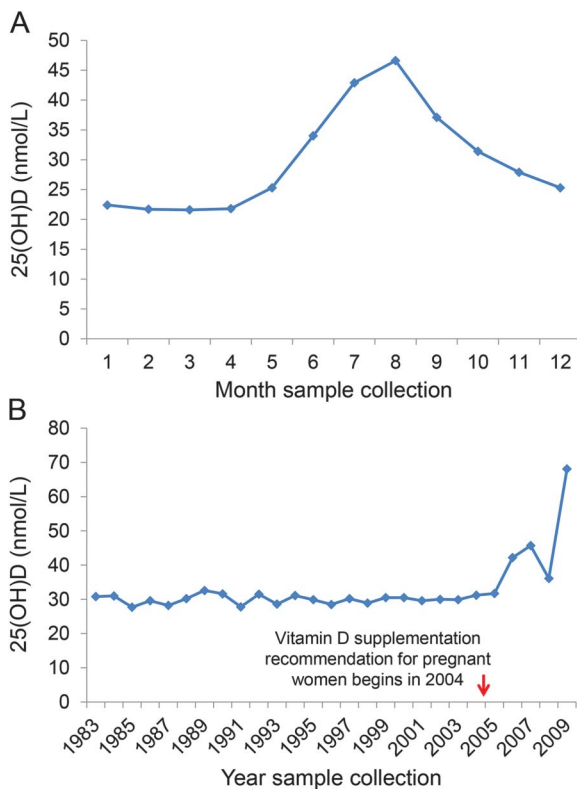 A
50
45
40
35
30
25
20
15
10
5
0
25(OH)D (nmol/L)
1 2 3 4 5 6 7 8 9 10 11 12
Month sample collection
B
80
70
60
50
40
30
20
10
0
25(OH)D (nmol/L)
Vitamin D supplementation
recommendation for pregnant
women begins in 2004
1983 1985 1987 1989 1991 1993 1995 1997 1999 2001 2003 2005 2007 2009
Year sample collection